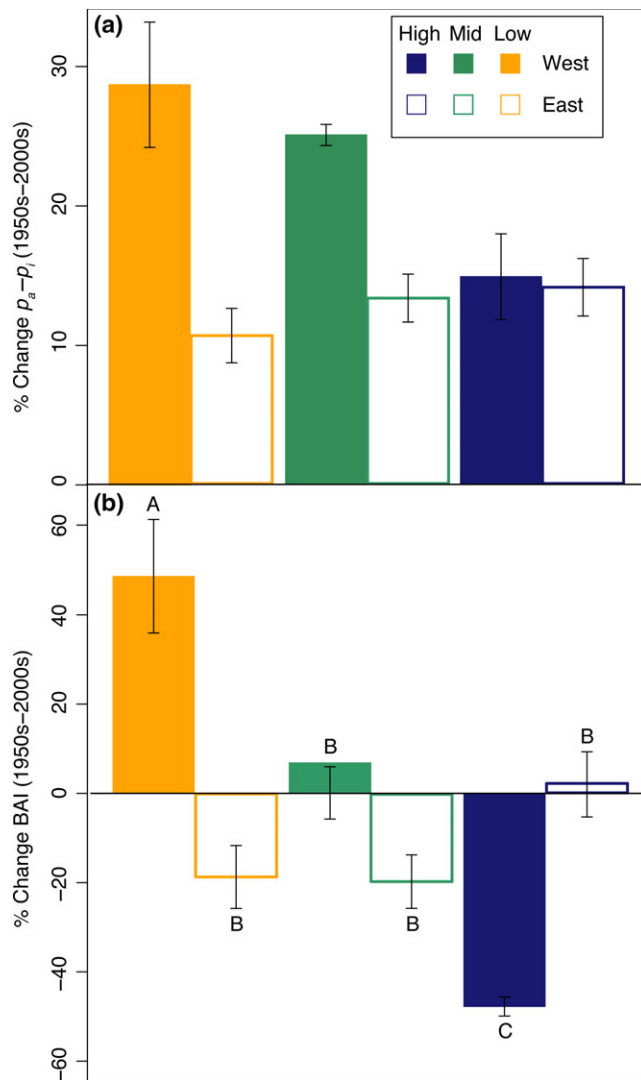 (a)
High Mid Low
West
East
% Change pₐ–pᵢ (1950s–2000s)
30
20
10
0
(b)
% Change BAI (1950s–2000s)
60
40
20
0
−20
−40
−60
A
B
B
B
C
B